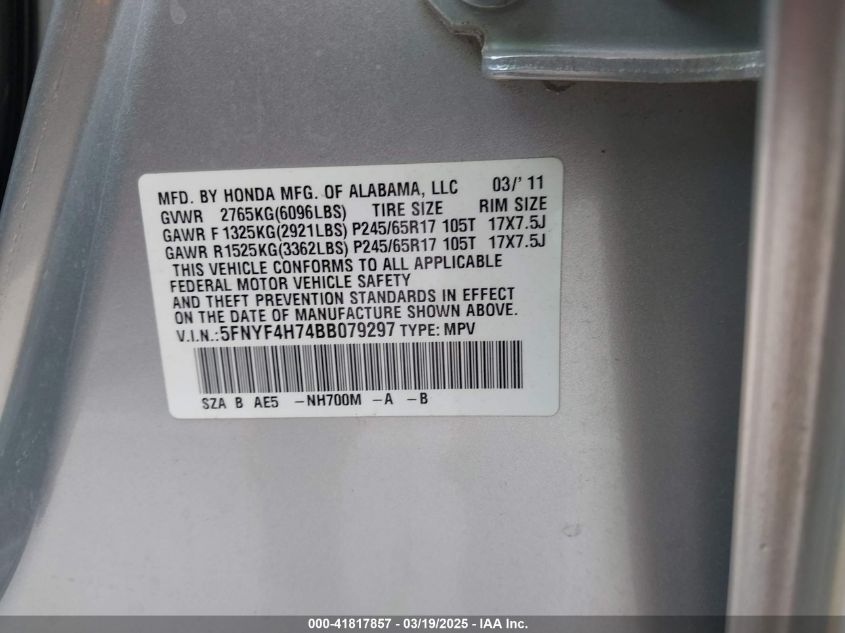 MFD. BY HONDA MFG. OF ALABAMA, LLC 03/' 11
GVWR 2765KG(6096LBS) TIRE SIZE RIM SIZE
GAWR F 1325KG(2921LBS) P245/65R17 105T 17X7.5J
GAWR R1525KG(3362LBS) P245/65R17 105T 17X7.5J
THIS VEHICLE CONFORMS TO ALL APPLICABLE
FEDERAL MOTOR VEHICLE SAFETY
AND THEFT PREVENTION STANDARDS IN EFFECT
ON THE DATE OF MANUFACTURE SHOWN ABOVE.
V.I.N.:5FNYF4H74BB079297 TYPE: MPV
SZA B AE5 -NH700M -A -B
000-41817857 - 03/19/2025 - IAA Inc.